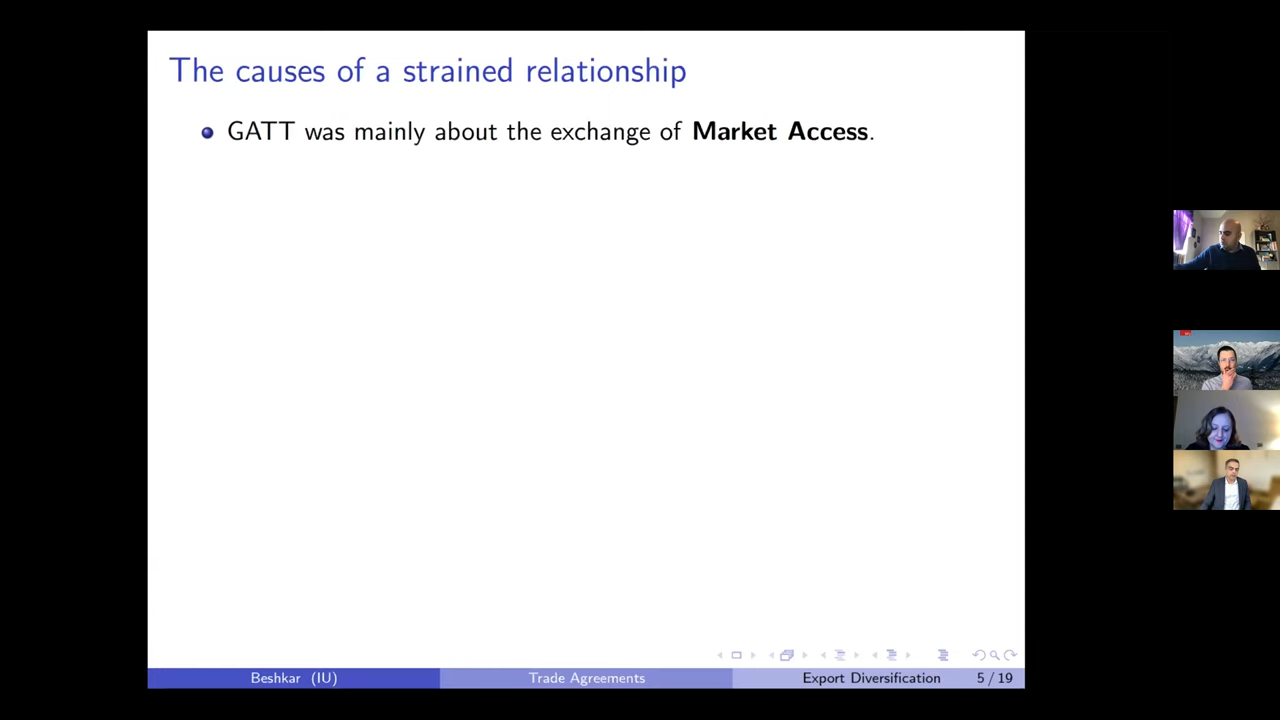 The causes of a strained relationship
GATT was mainly about the exchange of Market Access.
Beshkar (IU)
Trade Agreements
Export Diversification
5 / 19